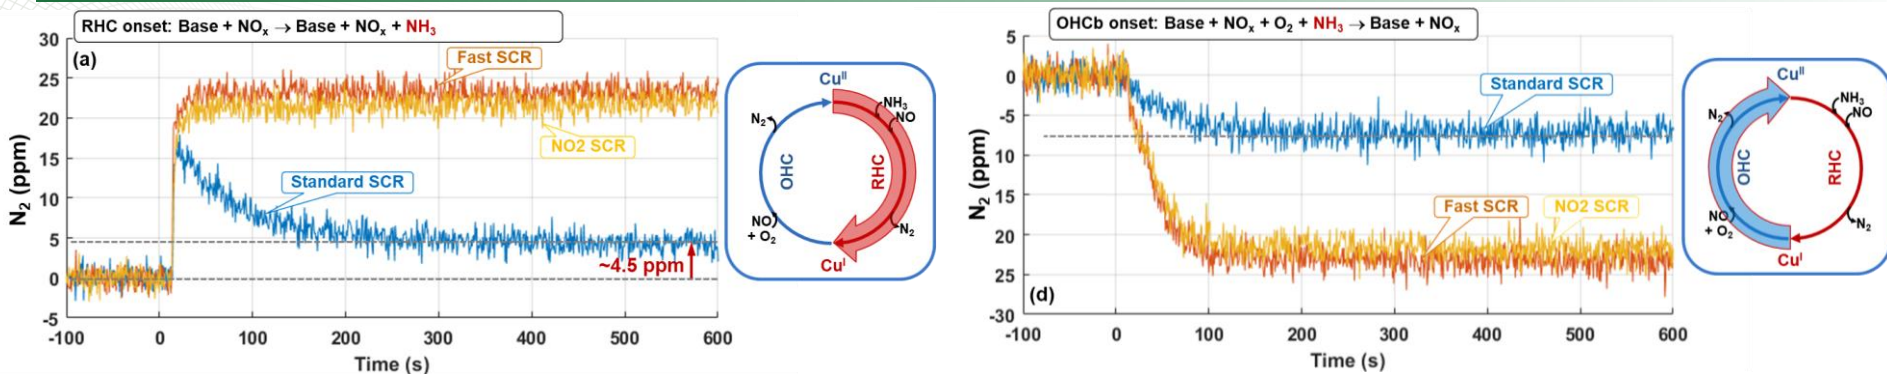 RHC onset: Base + NOₓ → Base + NOₓ + NH₃
(a)
30
25
20
15
10
5
0
-5
N₂ (ppm)
Fast SCR
NO2 SCR
Standard SCR
~4.5 ppm
-100 0 100 200 300 400 500 600
Time (s)
Cuᴵᴵ
NH₃
NO
N₂
OHC
RHC
NO
+ O₂
N₂
Cuᴵ
OHCb onset: Base + NOₓ + O₂ + NH₃ → Base + NOₓ
5
0
-5
10
15
20
25
-30
N₂ (ppm)
Standard SCR
Fast SCR
NO2 SCR
(d)
-100 0 100 200 300 400 500 600
Time (s)
Cuᴵᴵ
NH₃
NO
N₂
OHC
RHC
NO
+ O₂
N₂
Cuᴵ